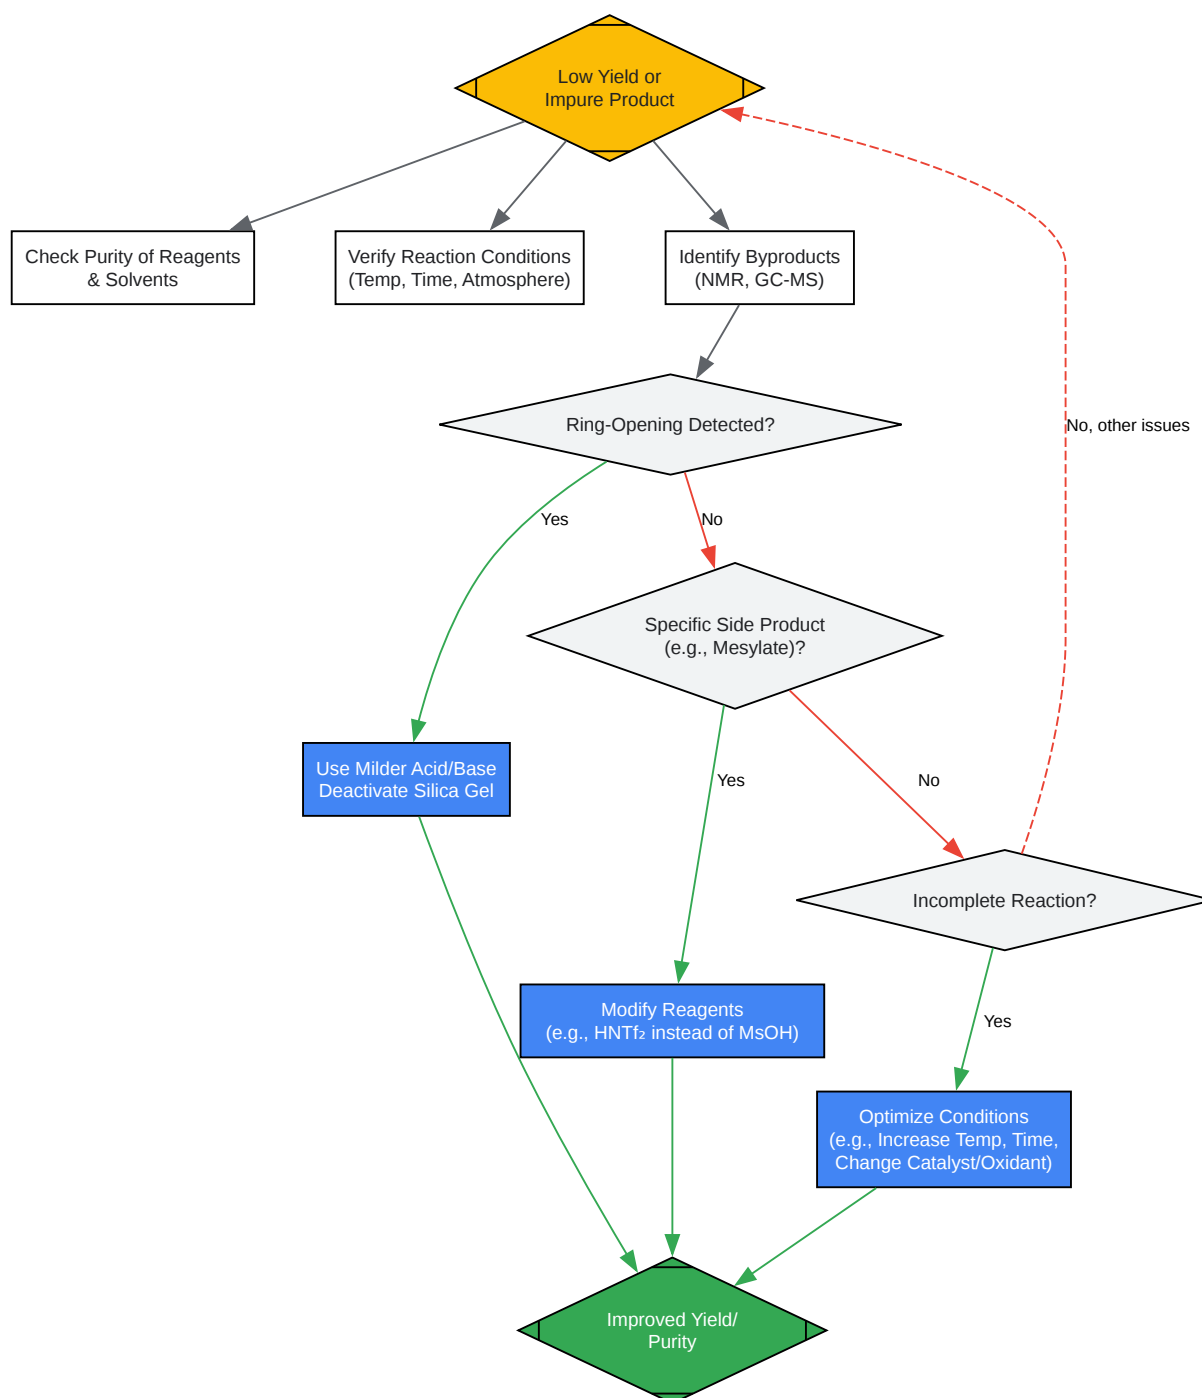 Low Yield or
Impure Product
Check Purity of Reagents
& Solvents
Verify Reaction Conditions
(Temp, Time, Atmosphere)
Identify Byproducts
(NMR, GC-MS)
Ring-Opening Detected?
No, other issues
Yes
No
Specific Side Product
(e.g., Mesylate)?
Use Milder Acid/Base
Deactivate Silica Gel
Yes
No
Incomplete Reaction?
Modify Reagents
(e.g., HNTf₂ instead of MsOH)
Yes
Optimize Conditions
(e.g., Increase Temp, Time,
Change Catalyst/Oxidant)
Improved Yield/
Purity